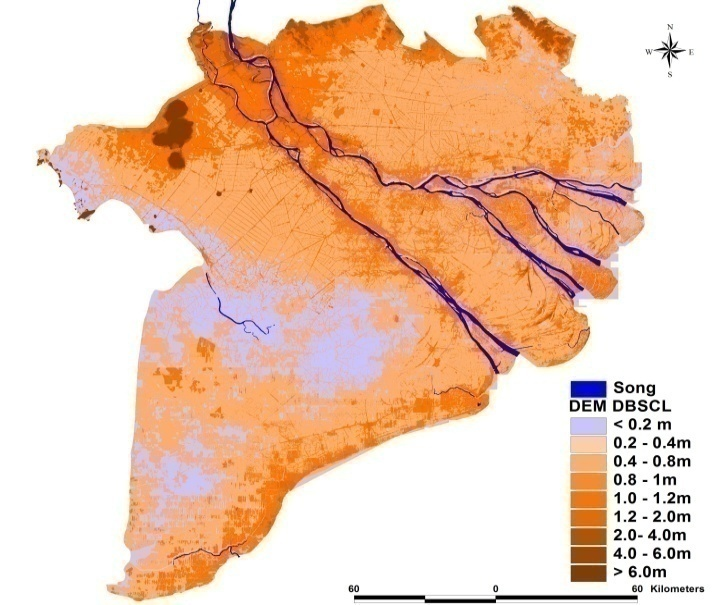 N
W E
S
Song
DEM DBSCL
< 0.2 m
0.2 - 0.4m
0.4 - 0.8m
0.8 - 1m
1.0 - 1.2m
1.2 - 2.0m
2.0- 4.0m
4.0 - 6.0m
> 6.0m
60 0 60 Kilometers